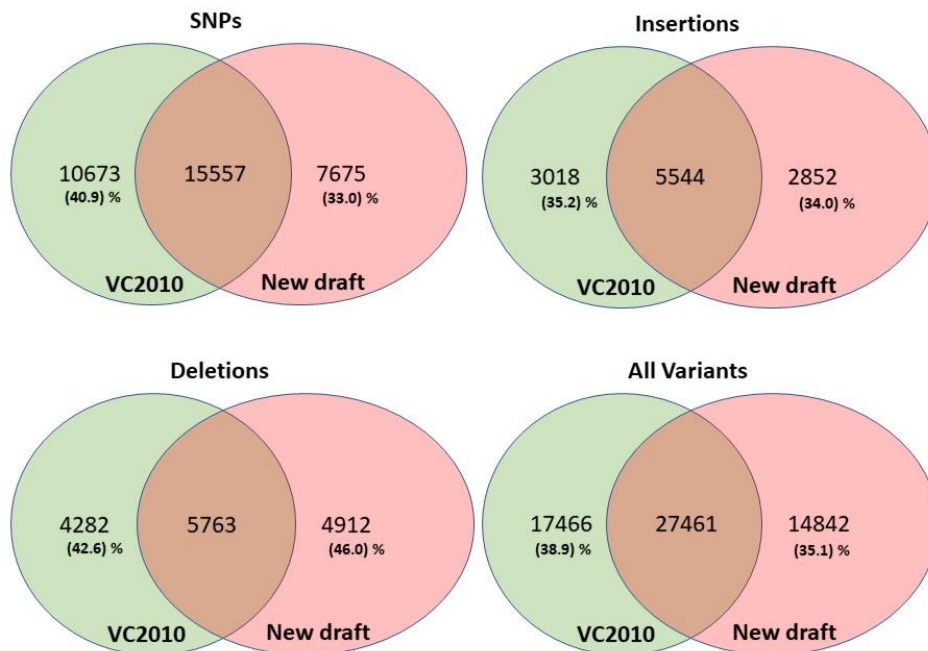 SNPs
10673
(40.9) %
15557
7675
(33.0) %
VC2010
New draft
Insertions
3018
(35.2) %
5544
2852
(34.0) %
VC2010
New draft
Deletions
4282
(42.6) %
5763
4912
(46.0) %
VC2010
New draft
All Variants
17466
(38.9) %
27461
14842
(35.1) %
VC2010
New draft